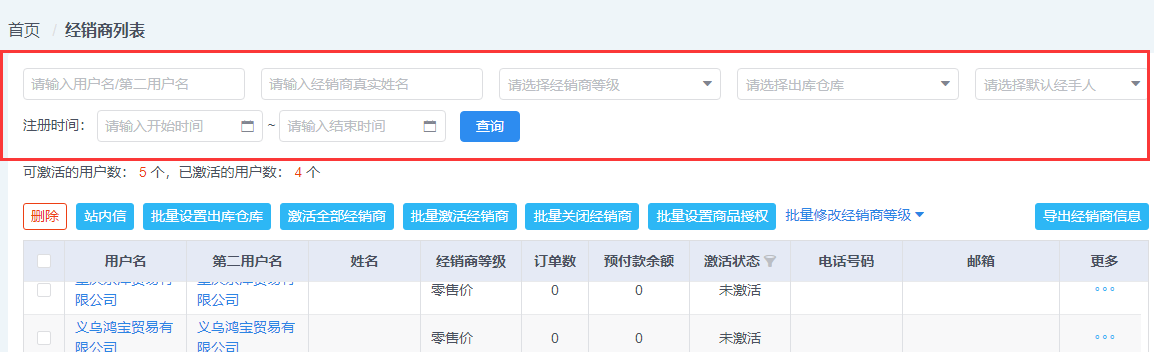 首页 / 经销商列表
请输入用户名/第二用户名 请输入经销商真实姓名 请选择经销商等级 请选择出库仓库 请选择默认经手人
注册时间： 请输入开始时间 ~ 请输入结束时间 查询
可激活的用户数： 5 个，已激活的用户数： 4 个
删除 站内信 批量设置出库仓库 激活全部经销商 批量激活经销商 批量关闭经销商 批量设置商品授权 批量修改经销商等级 导出经销商信息
用户名 第二用户名 姓名 经销商等级 订单数 预付款余额 激活状态 电话号码 邮箱 更多
限公司 限公司 零售价 0 0 未激活
义乌鸿宝贸易有 义乌鸿宝贸易有
零售价 0 0 未激活
限公司 限公司